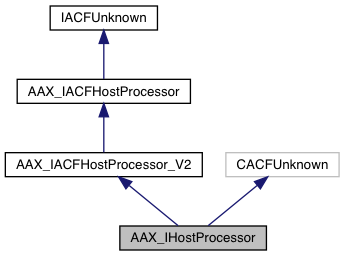 IACFUnknown
AAX_IACFHostProcessor
AAX_IACFHostProcessor_V2
CACFUnknown
AAX_IHostProcessor